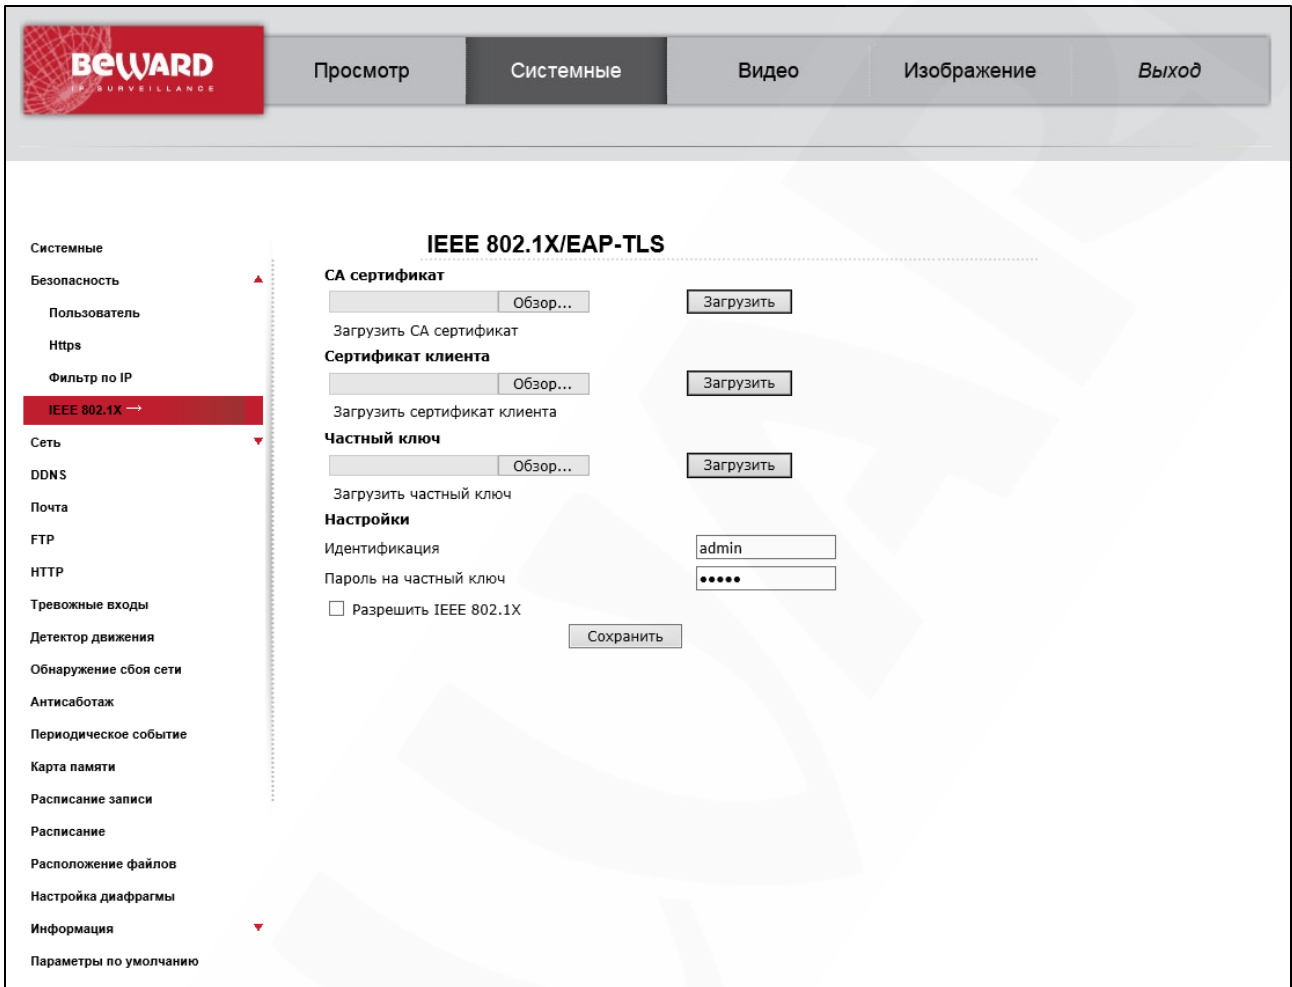 BEWARD
IP SURVEILLANCE
Просмотр
Системные
Видео
Изображение
Выход
Системные
Безопасность
Пользователь
Https
Фильтр по IP
IEEE 802.1X →
Сеть
DDNS
Почта
FTP
HTTP
Тревожные входы
Детектор движения
Обнаружение сбоя сети
Антисаботаж
Периодическое событие
Карта памяти
Расписание записи
Расписание
Расположение файлов
Настройка диафрагмы
Информация
Параметры по умолчанию
IEEE 802.1X/EAP-TLS
СА сертификат
Обзор... Загрузить
Загрузить СА сертификат
Сертификат клиента
Обзор... Загрузить
Загрузить сертификат клиента
Частный ключ
Обзор... Загрузить
Загрузить частный ключ
Настройки
Идентификация admin
Пароль на частный ключ •••••
Разрешить IEEE 802.1X
Сохранить